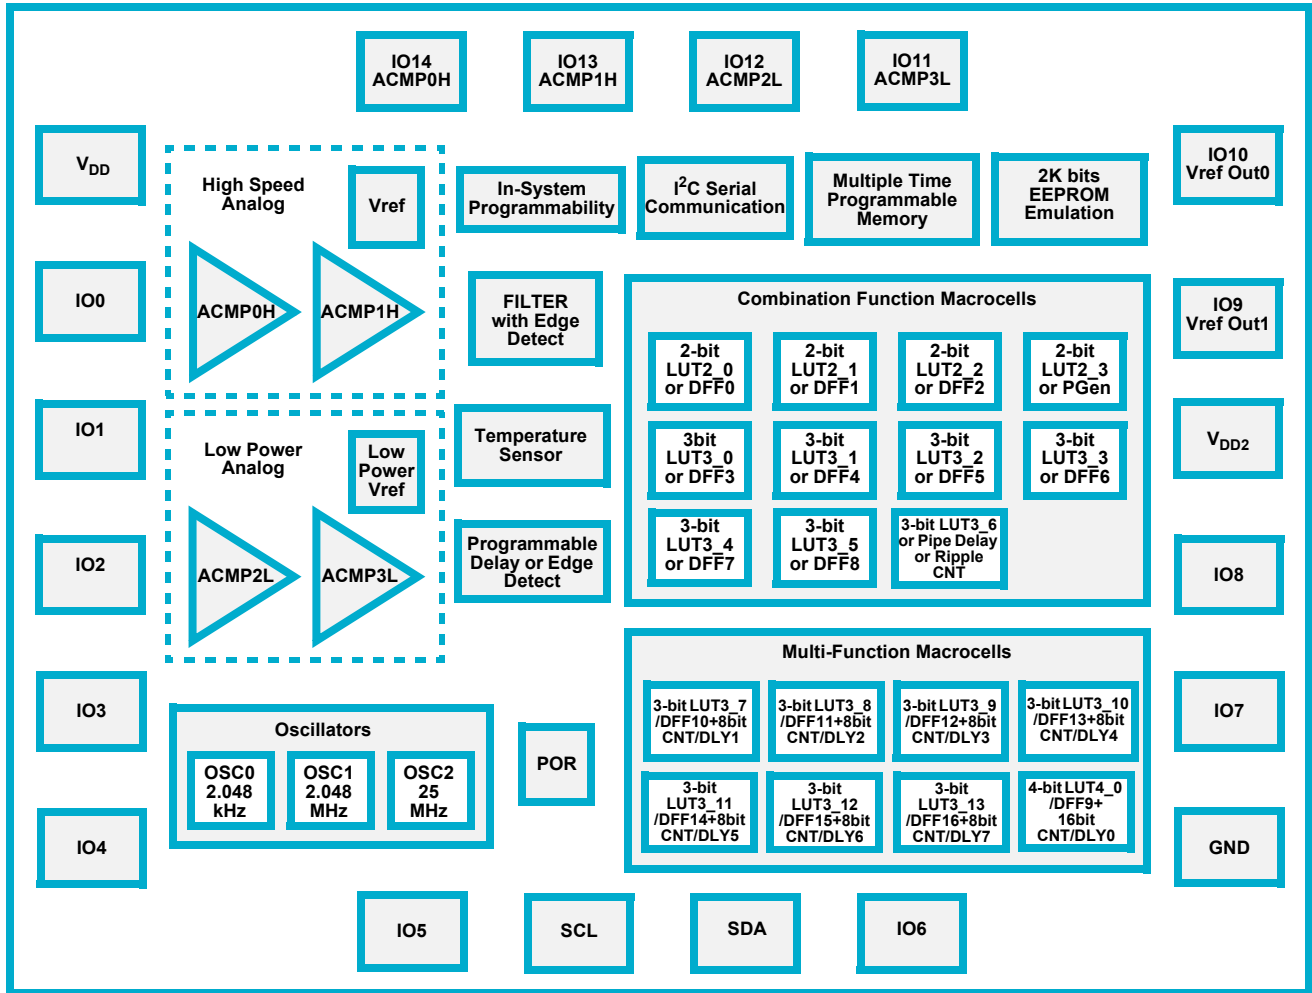 IO14
ACMP0H
IO13
ACMP1H
IO12
ACMP2L
IO11
ACMP3L
VDD
IO0
IO1
IO2
IO3
IO4
High Speed
Analog
Vref
ACMP0H
ACMP1H
Low Power
Analog
Low
Power
Vref
ACMP2L
ACMP3L
In-System
Programmability
I²C Serial
Communication
Multiple Time
Programmable
Memory
2K bits
EEPROM
Emulation
FILTER
with Edge
Detect
Temperature
Sensor
Programmable
Delay or Edge
Detect
Combination Function Macrocells
2-bit
LUT2_0
or DFF0
2-bit
LUT2_1
or DFF1
2-bit
LUT2_2
or DFF2
2-bit
LUT2_3
or PGen
3bit
LUT3_0
or DFF3
3-bit
LUT3_1
or DFF4
3-bit
LUT3_2
or DFF5
3-bit
LUT3_3
or DFF6
3-bit
LUT3_4
or DFF7
3-bit
LUT3_5
or DFF8
3-bit LUT3_6
or Pipe Delay
or Ripple
CNT
Multi-Function Macrocells
3-bit LUT3_7
/DFF10+8bit
CNT/DLY1
3-bit LUT3_8
/DFF11+8bit
CNT/DLY2
3-bit LUT3_9
/DFF12+8bit
CNT/DLY3
3-bit LUT3_10
/DFF13+8bit
CNT/DLY4
3-bit
LUT3_11
/DFF14+8bit
CNT/DLY5
3-bit
LUT3_12
/DFF15+8bit
CNT/DLY6
3-bit
LUT3_13
/DFF16+8bit
CNT/DLY7
4-bit LUT4_0
/DFF9+
16bit
CNT/DLY0
Oscillators
OSC0
2.048
kHz
OSC1
2.048
MHz
OSC2
25
MHz
POR
IO10
Vref Out0
IO9
Vref Out1
VDD2
IO8
IO7
GND
IO5
SCL
SDA
IO6